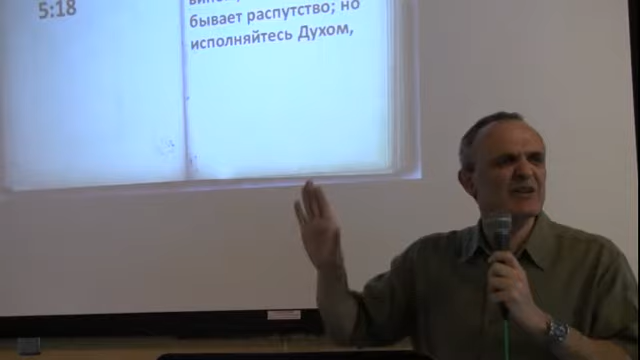 5:18
бывает распутство; но
исполняйтесь Духом,